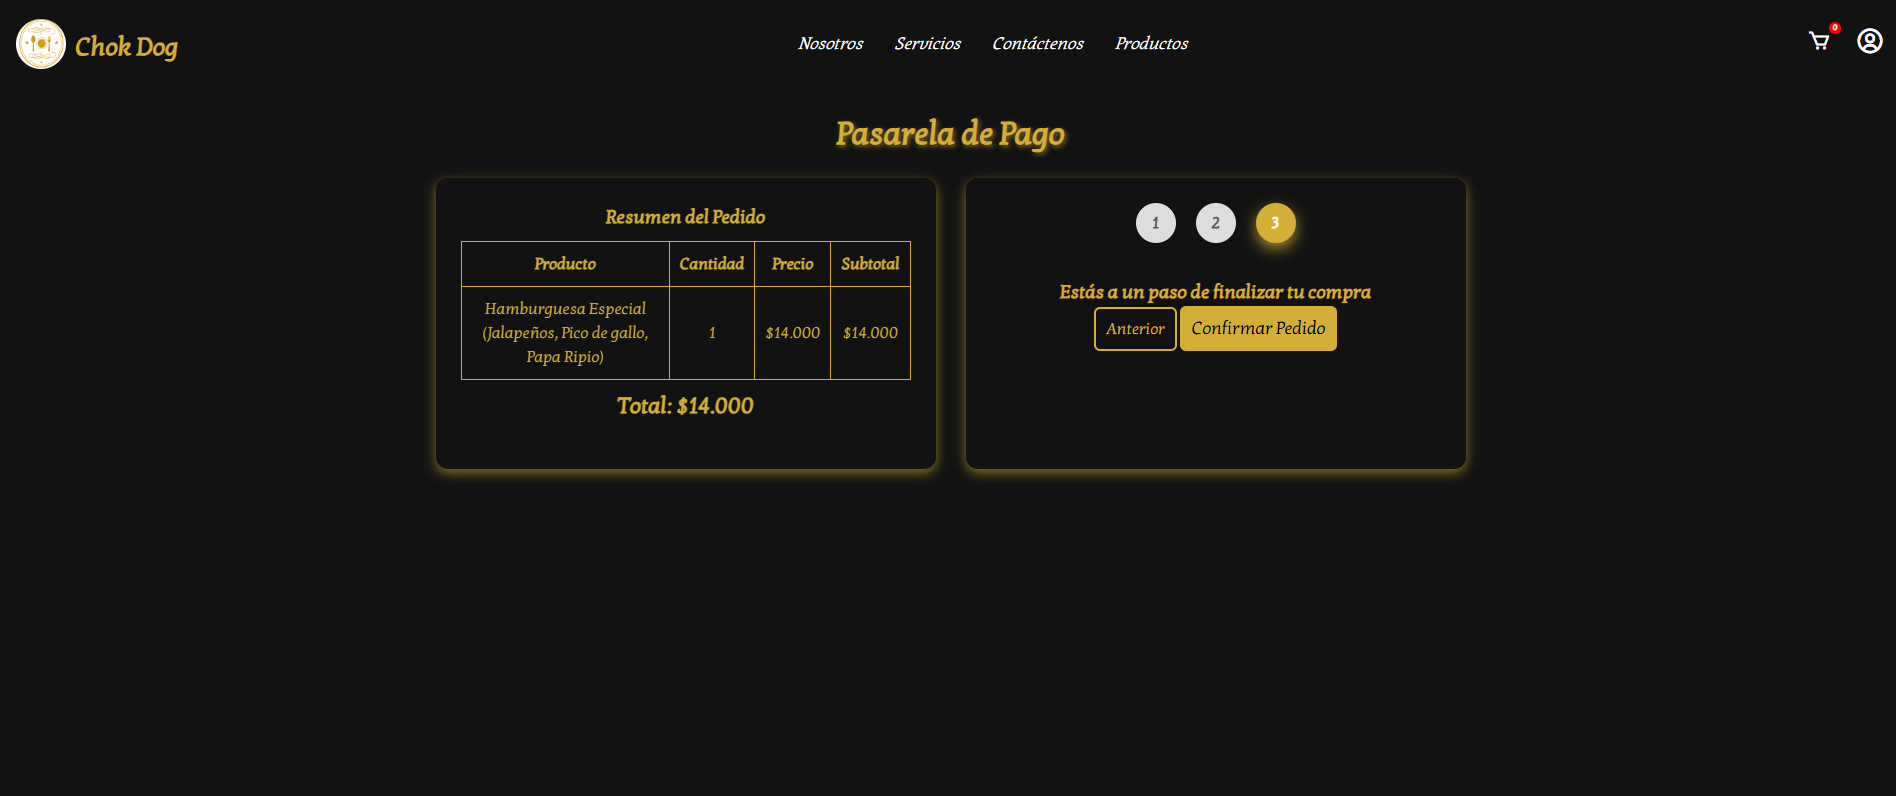 Chok Dog
Nosotros Servicios Contáctenos Productos
0
Pasarela de Pago
Resumen del Pedido
Producto Cantidad Precio Subtotal
Hamburguesa Especial
(Jalapeños, Pico de gallo,
Papa Ripio)
1 $14.000 $14.000
Total: $14.000
1 2 3
Estás a un paso de finalizar tu compra
Anterior Confirmar Pedido